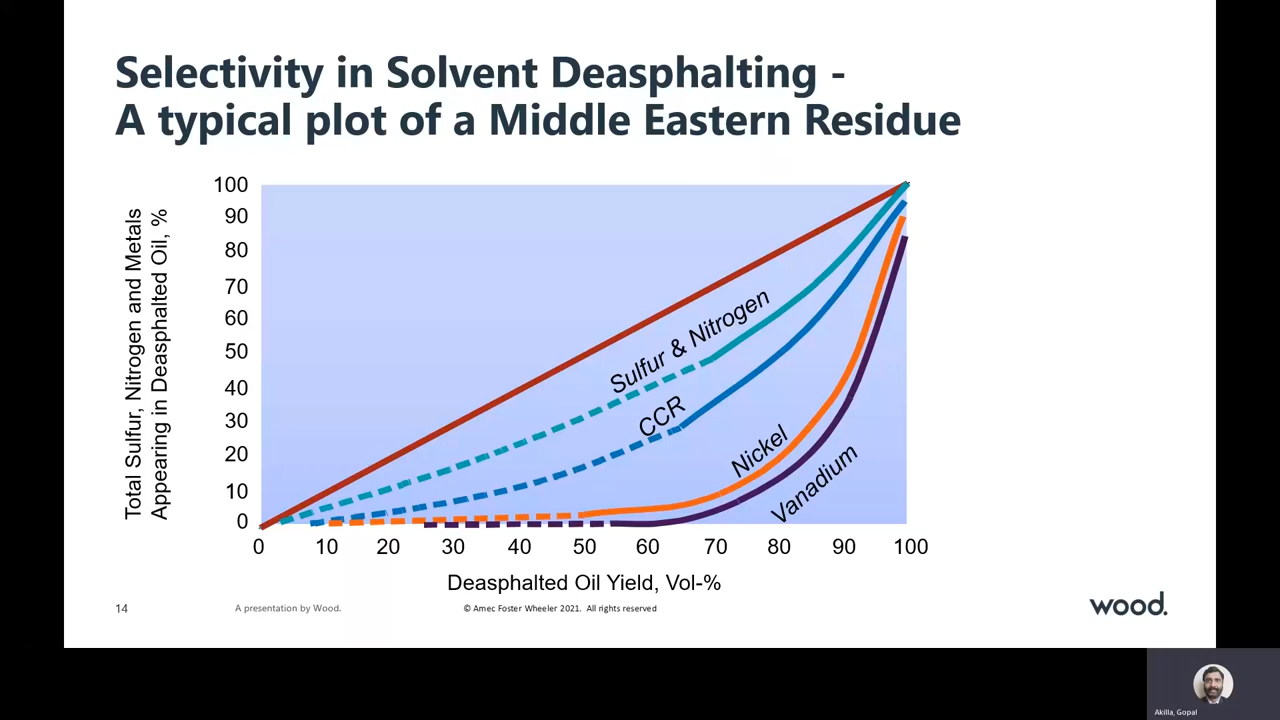 Selectivity in Solvent Deasphalting -
A typical plot of a Middle Eastern Residue
Total Sulfur, Nitrogen and Metals
Appearing in Deasphalted Oil, %
100
90
80
70
60
50
40
30
20
10
0
Sulfur & Nitrogen
CCR
Nickel
Vanadium
0 10 20 30 40 50 60 70 80 90 100
Deasphalted Oil Yield, Vol-%
14
A presentation by Wood.
© Amec Foster Wheeler 2021. All rights reserved
wood.
Akilla, Gopal